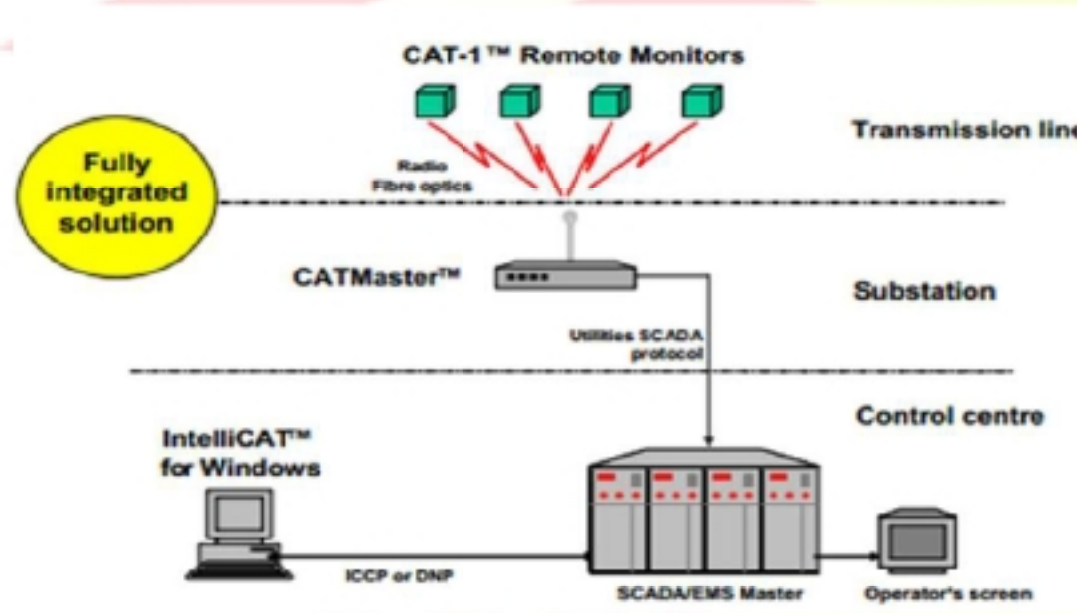 CAT-1™ Remote Monitors
Transmission line
Fully
integrated
solution
Radio
Fibre optics
CATMaster™
Substation
Utilities SCADA
protocol
Control centre
IntelliCAT™
for Windows
ICCP or DNP
SCADA/EMS Master
Operator's screen